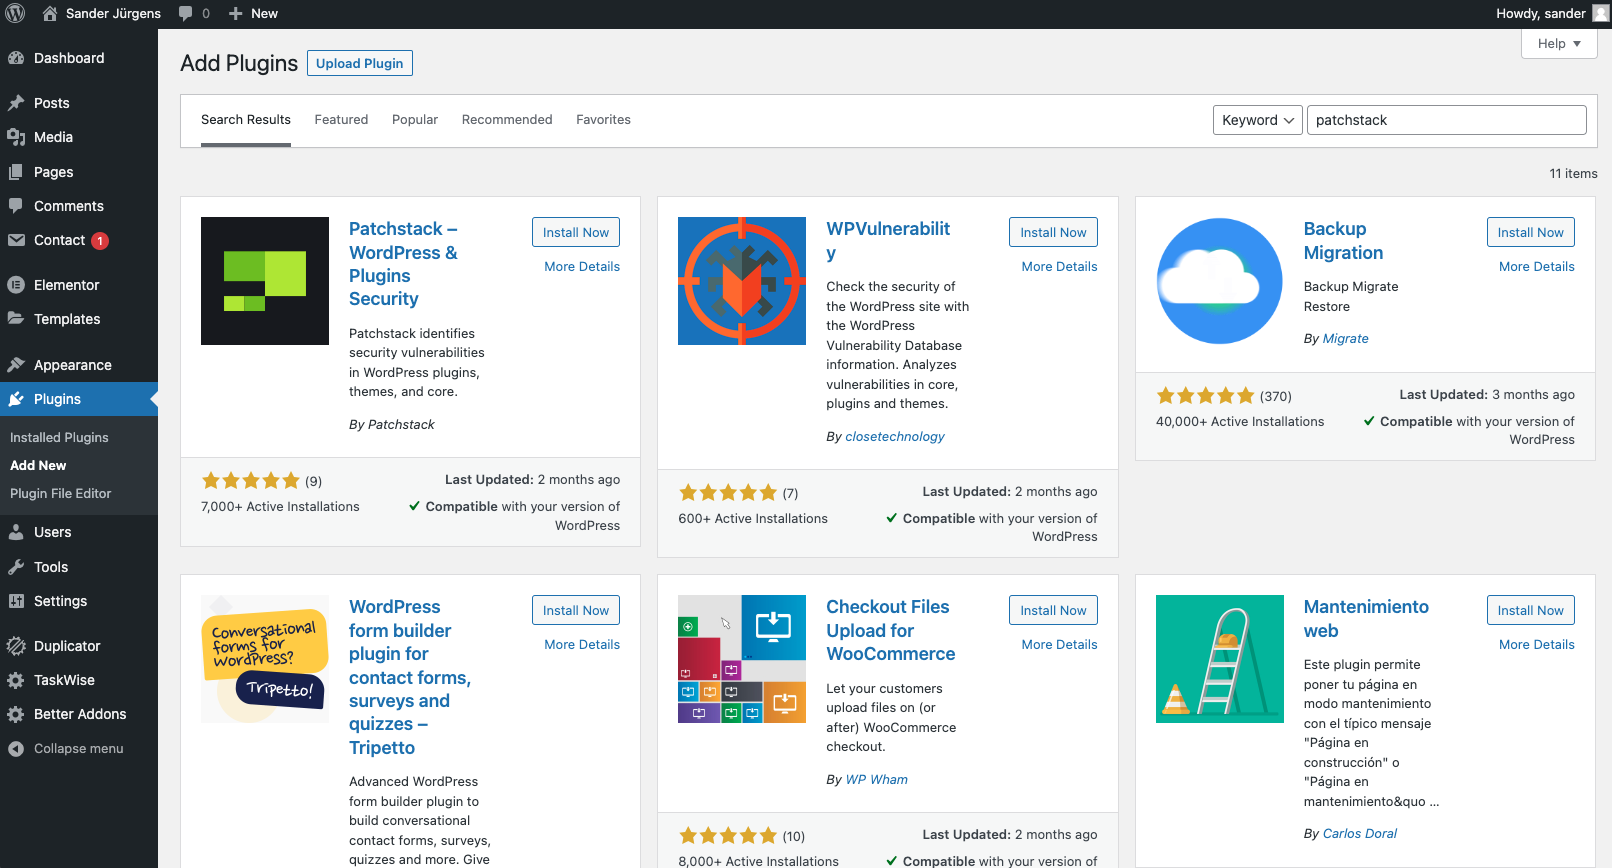 Sander Jürgens
0
New
Howdy, sander
Dashboard
Posts
Media
Pages
Comments
Contact 1
Elementor
Templates
Appearance
Plugins
Installed Plugins
Add New
Plugin File Editor
Users
Tools
Settings
Duplicator
TaskWise
Better Addons
Collapse menu
Help
Add Plugins
Upload Plugin
Search Results Featured Popular Recommended Favorites
Keyword
patchstack
11 items
Patchstack –
WordPress &
Plugins
Security
Install Now
More Details
Patchstack identifies
security vulnerabilities
in WordPress plugins,
themes, and core.
By Patchstack
(9)
7,000+ Active Installations
Last Updated: 2 months ago
Compatible with your version of
WordPress
WPVulnerabilit
y
Install Now
More Details
Check the security of
the WordPress site with
the WordPress
Vulnerability Database
information. Analyzes
vulnerabilities in core,
plugins and themes.
By closetechnology
(7)
600+ Active Installations
Last Updated: 2 months ago
Compatible with your version of
WordPress
Backup
Migration
Install Now
More Details
Backup Migrate
Restore
By Migrate
(370)
40,000+ Active Installations
Last Updated: 3 months ago
Compatible with your version of
WordPress
Conversational
forms for
WordPress?
Tripetto!
WordPress
form builder
plugin for
contact forms,
surveys and
quizzes –
Tripetto
Install Now
More Details
Advanced WordPress
form builder plugin to
build conversational
contact forms, surveys,
quizzes and more. Give
Checkout Files
Upload for
WooCommerce
Install Now
More Details
Let your customers
upload files on (or
after) WooCommerce
checkout.
By WP Wham
(10)
8,000+ Active Installations
Last Updated: 2 months ago
Compatible with your version of
Mantenimiento
web
Install Now
More Details
Este plugin permite
poner tu página en
modo mantenimiento
con el típico mensaje
"Página en
construcción" o
"Página en
mantenimiento&quo ...
By Carlos Doral